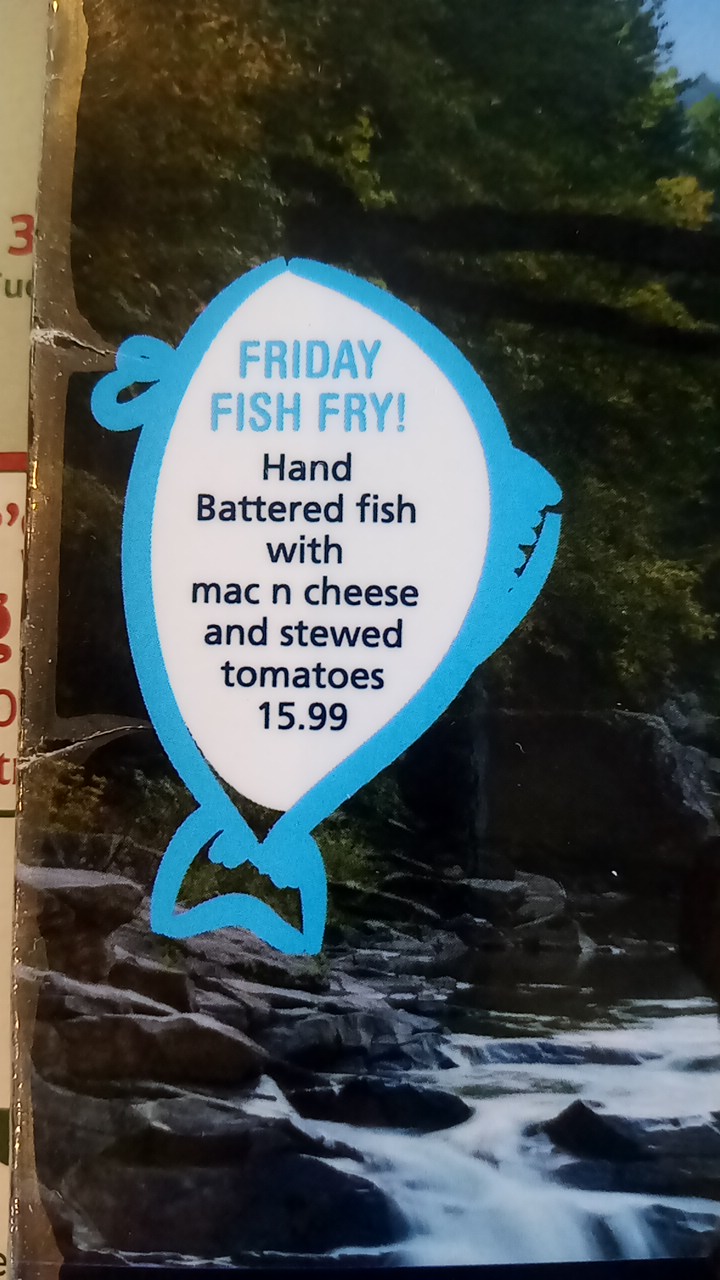 FRIDAY
FISH FRY!
Hand
Battered fish
with
mac n cheese
and stewed
tomatoes
15.99